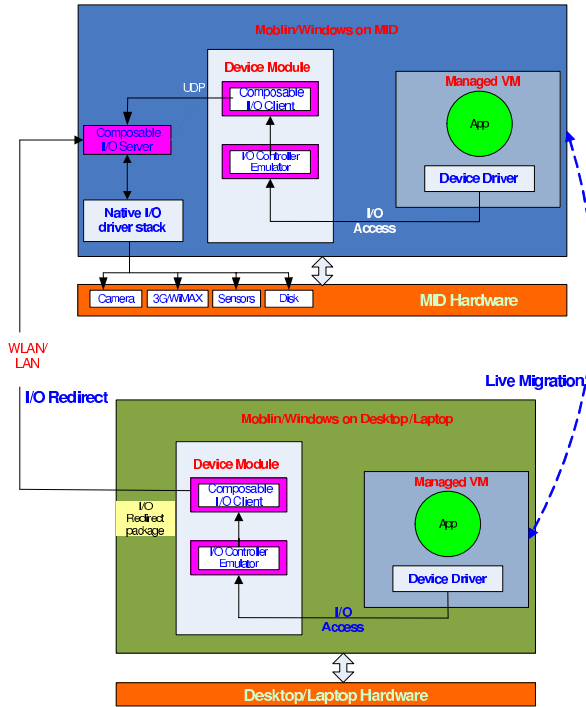 Moblin/Windows on MID
Device Module
Managed VM
UDP
Composable
I/O Client
App
Composable
I/O Server
I/O Controller
Emulator
Device Driver
Native I/O
driver stack
I/O
Access
Camera
3G/WiMAX
Sensors
Disk
MID Hardware
WLAN/
LAN
I/O Redirect
Live Migration
Moblin/Windows on Desktop/Laptop
Device Module
Managed VM
Composable
I/O Client
I/O
Redirect
package
App
I/O Controller
Emulator
Device Driver
I/O
Access
Desktop/Laptop Hardware